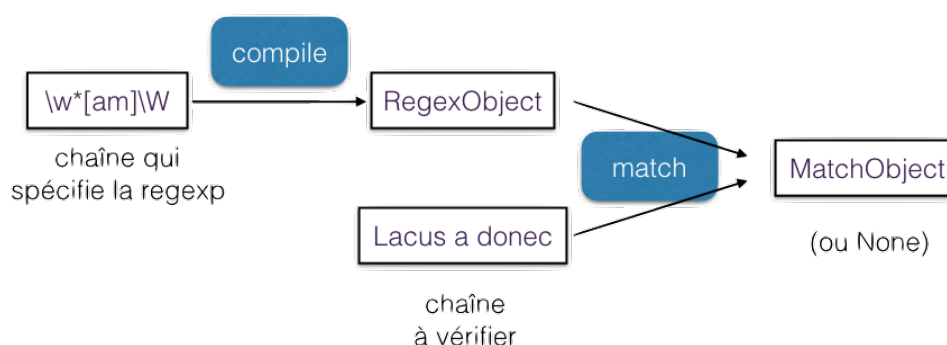 compile
\w*[am]\W
RegexObject
chaîne qui
spécifie la regexp
match
MatchObject
Lacus a donec
(ou None)
chaîne
à vérifier